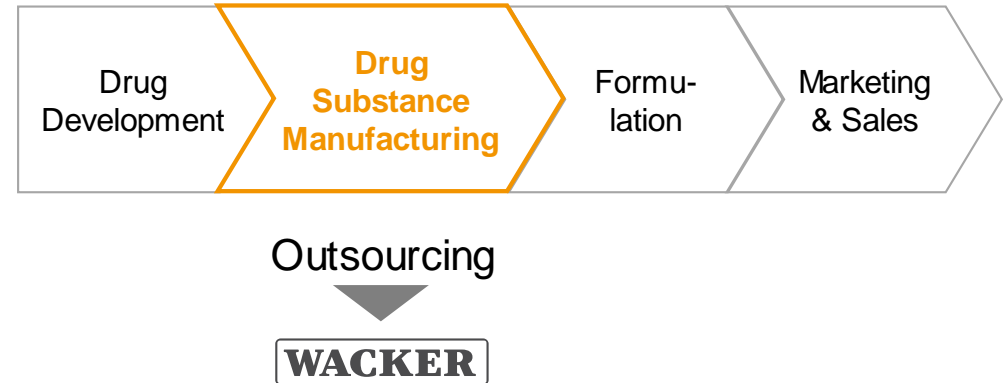 Drug
Development
Drug
Substance
Manufacturing
Formu-
lation
Marketing
& Sales
Outsourcing
WACKER